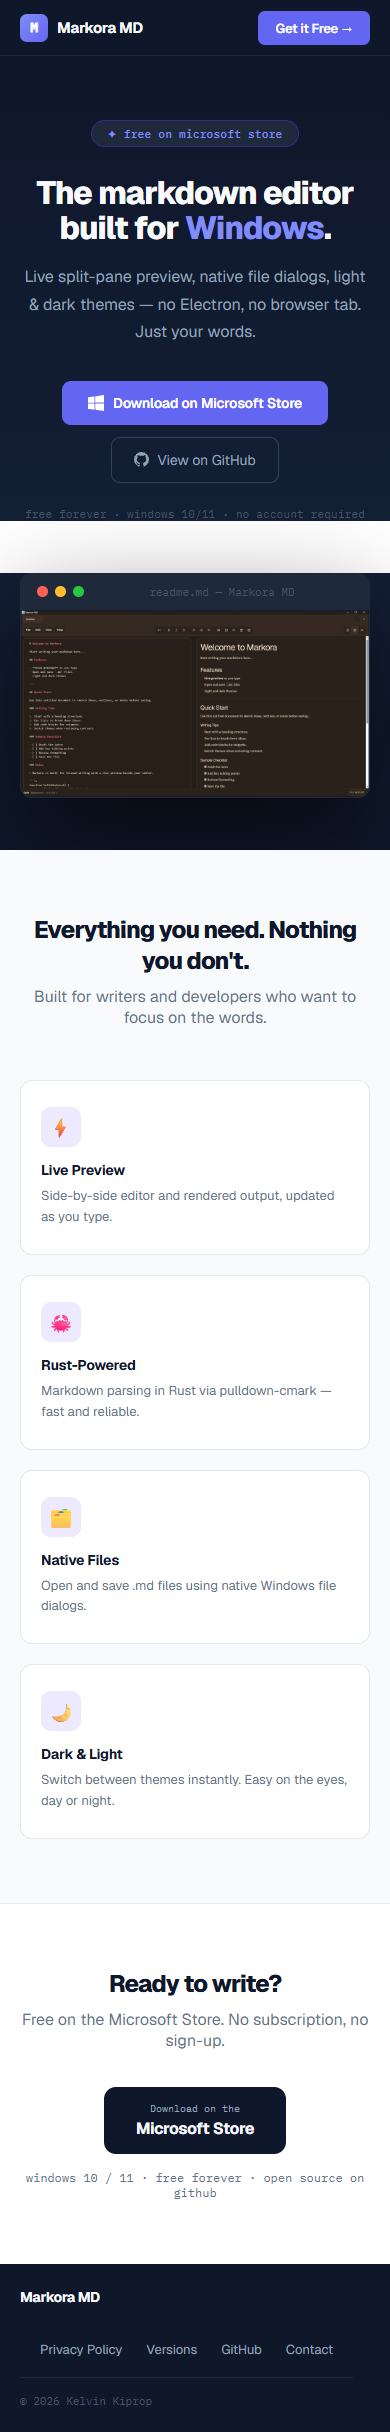 M Markora MD
Get it Free →
✦ free on microsoft store
The markdown editor
built for Windows.
Live split-pane preview, native file dialogs, light
& dark themes — no Electron, no browser tab.
Just your words.
Download on Microsoft Store
View on GitHub
free forever · windows 10/11 · no account required
readme.md — Markora MD
Welcome to Markora
Features
Quick Start
Everything you need. Nothing
you don't.
Built for writers and developers who want to
focus on the words.
Live Preview
Side-by-side editor and rendered output, updated
as you type.
Rust-Powered
Markdown parsing in Rust via pulldown-cmark —
fast and reliable.
Native Files
Open and save .md files using native Windows file
dialogs.
Dark & Light
Switch between themes instantly. Easy on the eyes,
day or night.
Ready to write?
Free on the Microsoft Store. No subscription, no
sign-up.
Download on the
Microsoft Store
windows 10 / 11 · free forever · open source on
github
Markora MD
Privacy Policy Versions GitHub Contact
© 2026 Kelvin Kiprop